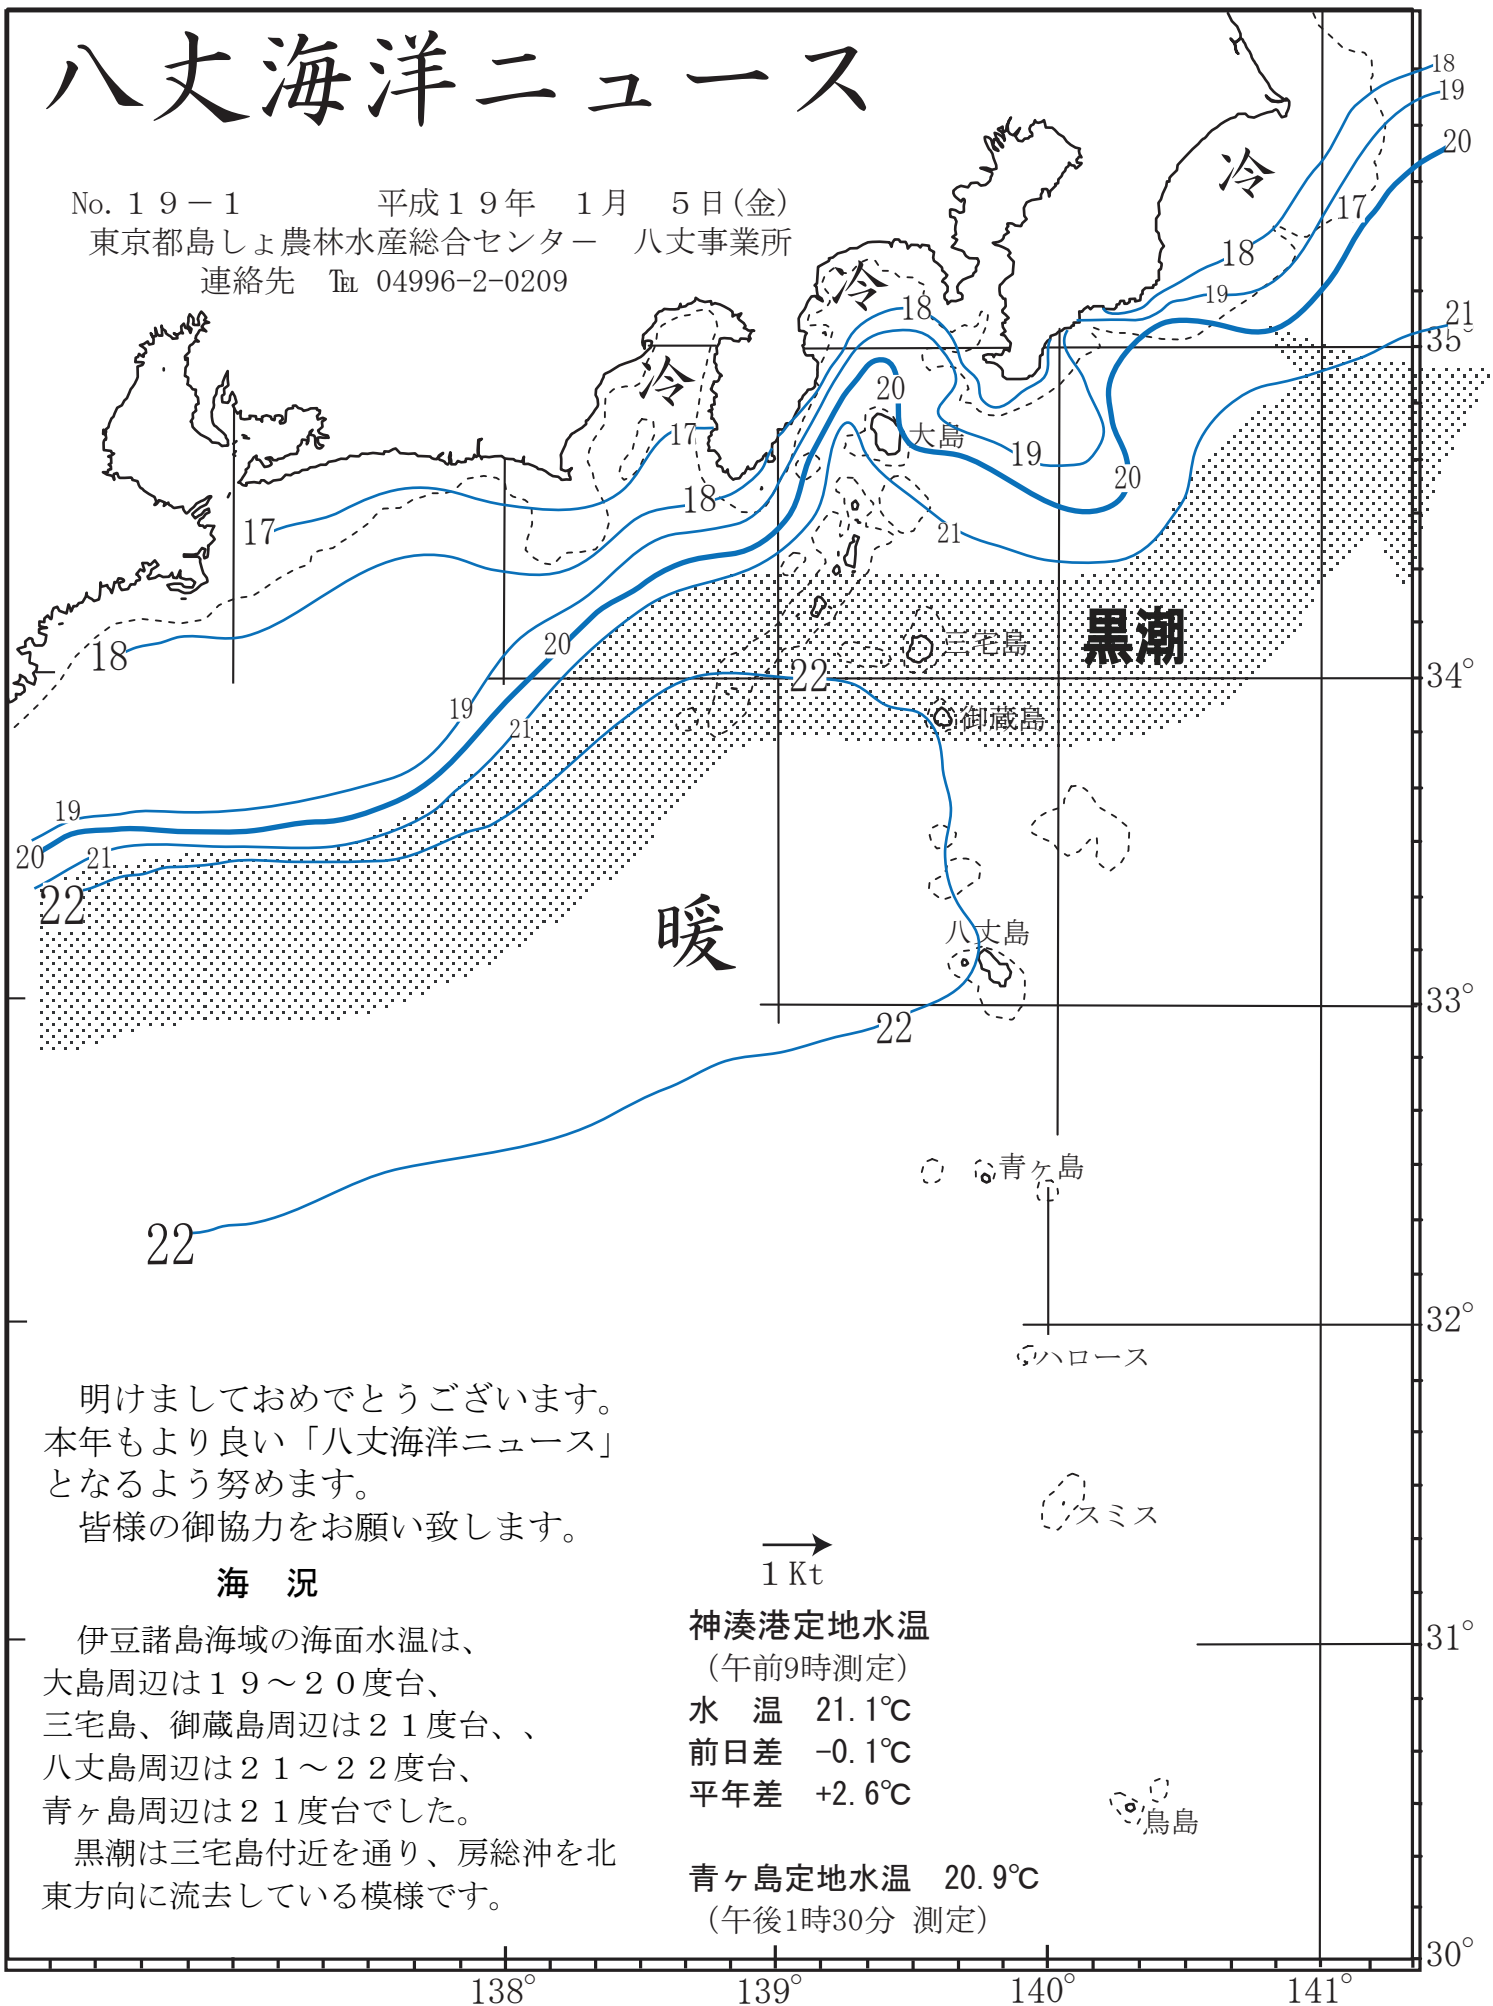 八丈海洋ニュース
No.１９－１　平成１９年　１月　５日(金)
東京都島しょ農林水産総合センター　八丈事業所
連絡先　℡ 04996-2-0209
18
19
20
冷
17
18
19
21
35°
冷
18
冷
20
大島
19
17
18
20
21
17
黒潮
三宅島
20
18
22
34°
19
御蔵島
21
19
20
21
22
暖
八丈島
33°
22
青ヶ島
22
32°
ハロース
明けましておめでとうございます。
本年もより良い「八丈海洋ニュース」
となるよう努めます。
皆様の御協力をお願い致します。
スミス
1 Kt
海　況
伊豆諸島海域の海面水温は、
大島周辺は１９～２０度台、
三宅島、御蔵島周辺は２１度台、、
八丈島周辺は２１～２２度台、
青ヶ島周辺は２１度台でした。
黒潮は三宅島付近を通り、房総沖を北
東方向に流去している模様です。
神湊港定地水温
（午前9時測定）
水　温　21.1℃
前日差　-0.1℃
平年差　+2.6℃
青ヶ島定地水温　20.9℃
（午後1時30分 測定）
31°
鳥島
30°
138°
139°
140°
141°